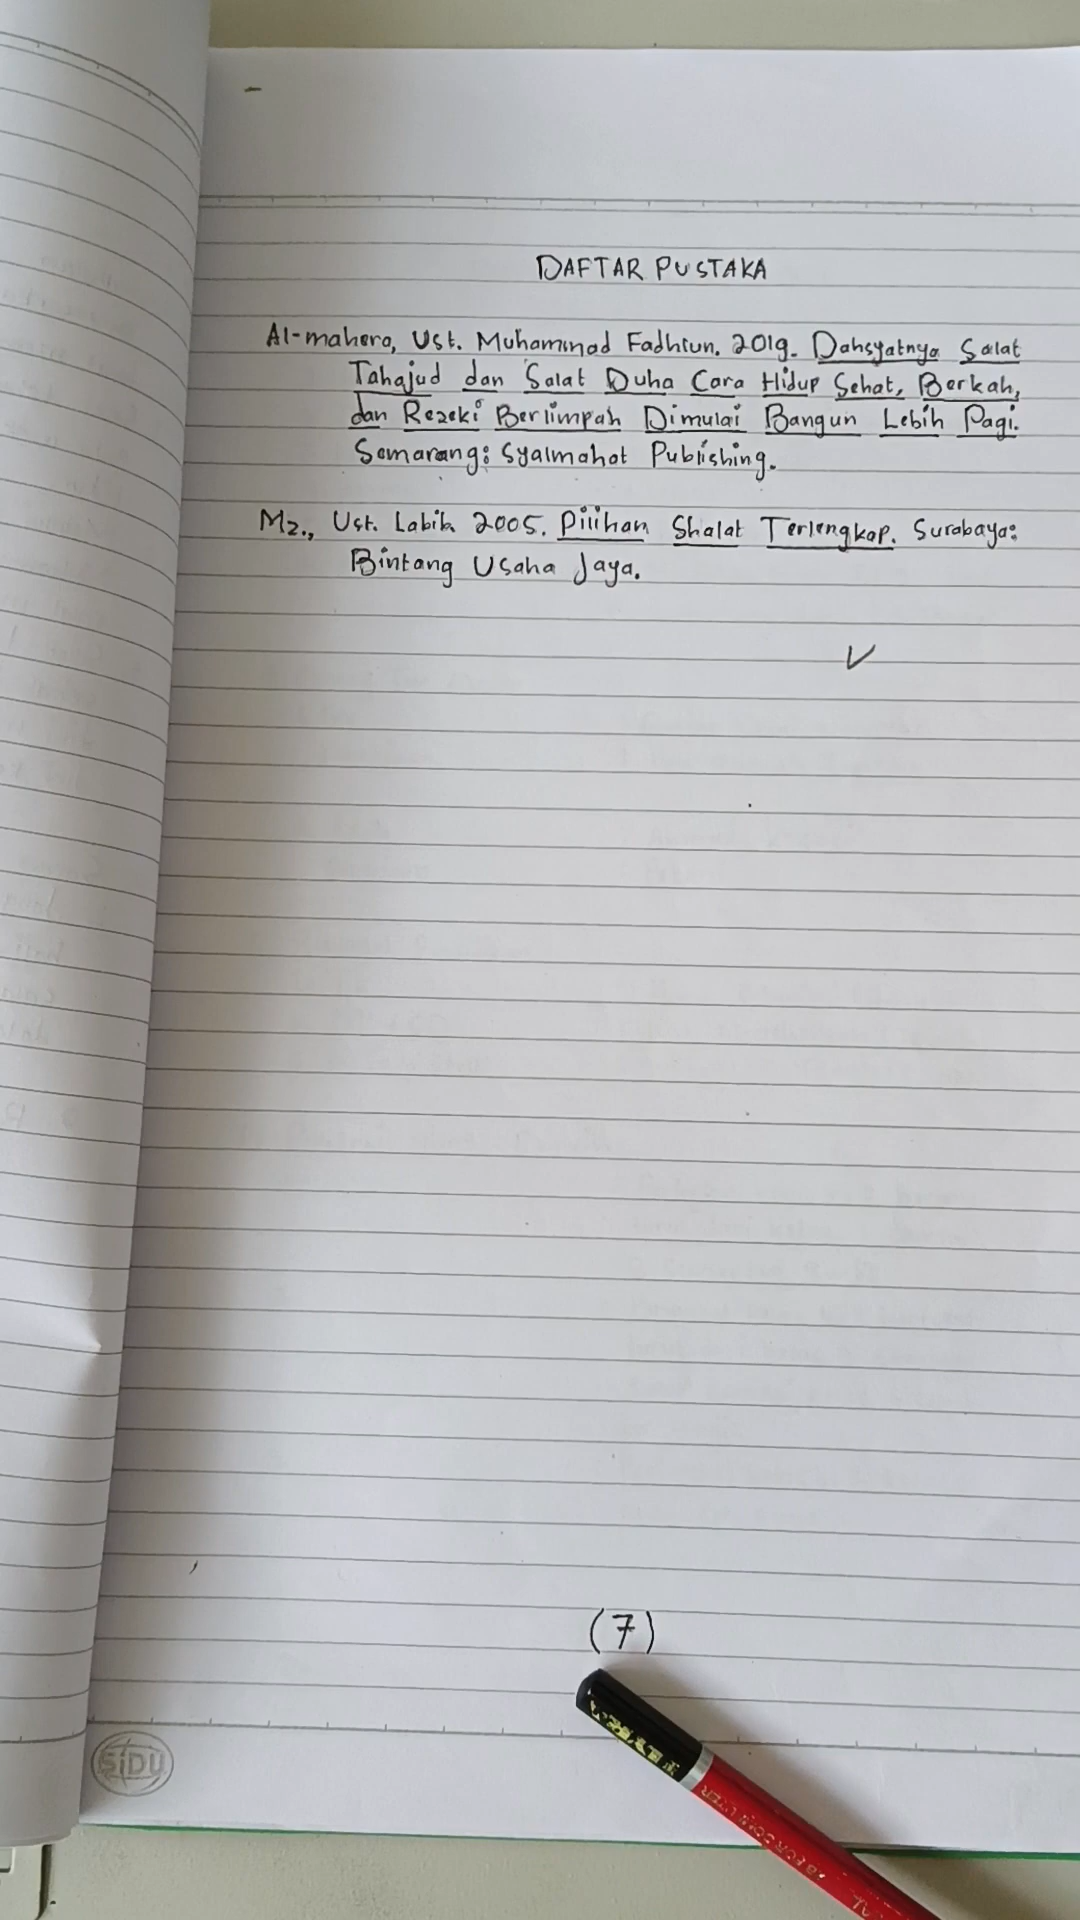 DAFTAR PUSTAKA
Al-mahera, Ust. Muhammad Fadhlun. 2019. Dahsyatnya Salat
Tahajud dan Salat Duha Cara Hidup Sehat, Berkah,
dan Rezeki Berlimpah Dimulai Bangun Lebih Pagi.
Semarang: Syalmahat Publishing.
Mz., Ust. Labib. 2005. Pilihan Shalat Terlengkap. Surabaya:
Bintang Usaha Jaya.
(7)
SiDU